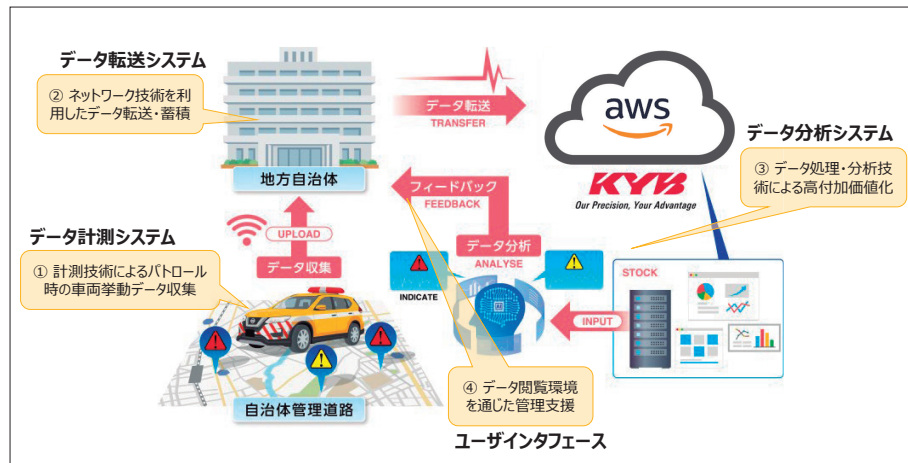 データ転送システム
② ネットワーク技術を利
用したデータ転送・蓄積
地方自治体
データ転送
TRANSFER
aws
KYB
Our Precision, Your Advantage
データ分析システム
③ データ処理・分析技
術による高付加価値化
フィードバック
FEEDBACK
データ計測システム
① 計測技術によるパトロール
時の車両挙動データ収集
UPLOAD
データ収集
データ分析
ANALYSE
INDICATE
INPUT
STOCK
自治体管理道路
④ データ閲覧環境
を通じた管理支援
ユーザインタフェース